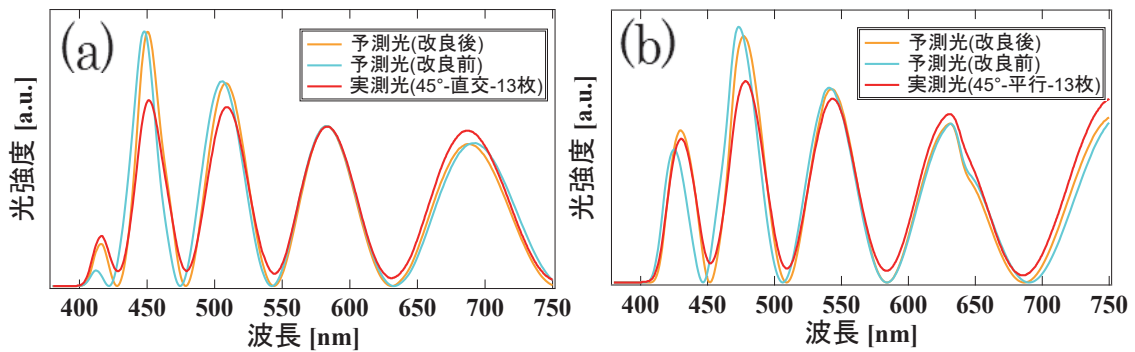 (a)
予測光(改良後)
予測光(改良前)
実測光(45°-直交-13枚)
光強度 [a.u.]
400 450 500 550 600 650 700 750
波長 [nm]
(b)
予測光(改良後)
予測光(改良前)
実測光(45°-平行-13枚)
光強度 [a.u.]
400 450 500 550 600 650 700 750
波長 [nm]